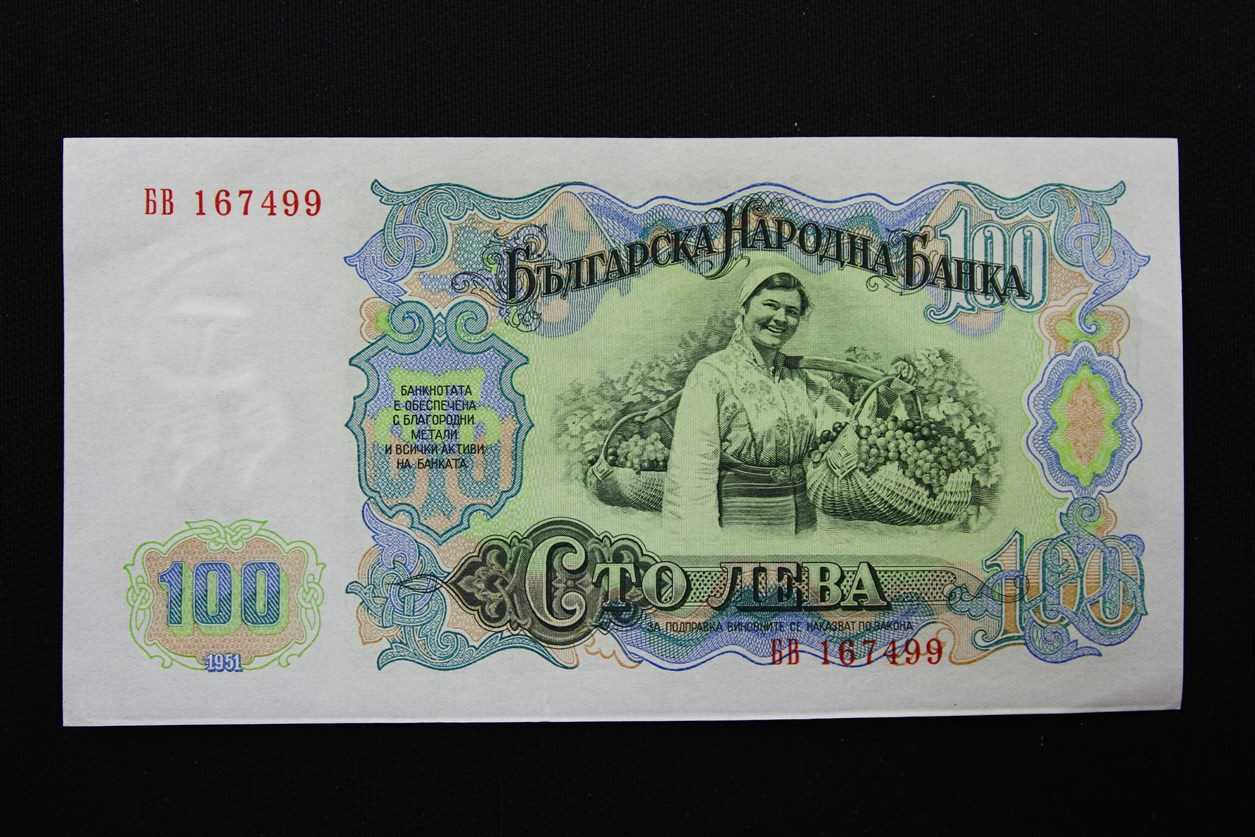 БВ 167499
БЪЛГАРСКА НАРОДНА БАНКА
100
БАНКНОТАТА
Е ОБЕСПЕЧЕНА
С БЛАГОРОДНИ
МЕТАЛИ
И ВСИЧКИ АКТИВИ
НА БАНКАТА
100
1951
СТО ЛЕВА
100
ЗА ПОДПРАВКА ВИНОВНИТЕ СЕ НАКАЗВАТ ПО ЗАКОНА
БВ 167499